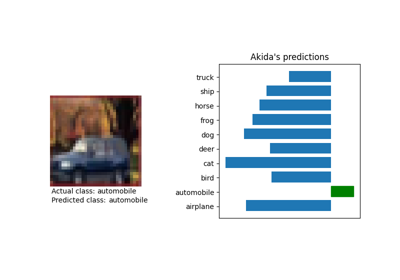 Akida's predictions
truck
ship
horse
frog
dog
deer
cat
bird
automobile
airplane
Actual class: automobile
Predicted class: automobile